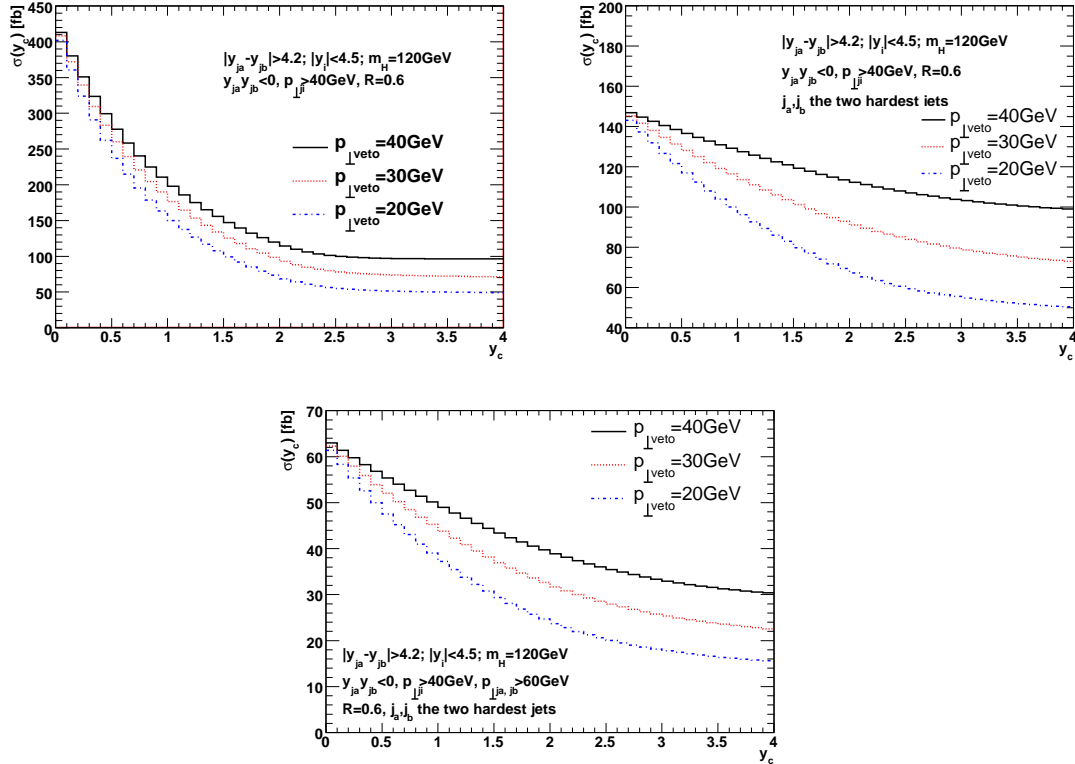 σ(y_c) [fb]
450
400
350
300
250
200
150
100
50
0
|y_ja-y_jb|>4.2; |y_i|<4.5; m_H=120GeV
y_ja y_jb<0, p_⊥ji>40GeV, R=0.6
p_⊥veto=40GeV
p_⊥veto=30GeV
p_⊥veto=20GeV
0 0.5 1 1.5 2 2.5 3 3.5 4
y_c
σ(y_c) [fb]
200
180
160
140
120
100
80
60
40
|y_ja-y_jb|>4.2; |y_i|<4.5; m_H=120GeV
y_ja y_jb<0, p_⊥ji>40GeV, R=0.6
j_a,j_b the two hardest jets
p_⊥veto=40GeV
p_⊥veto=30GeV
p_⊥veto=20GeV
0 0.5 1 1.5 2 2.5 3 3.5 4
y_c
σ(y_c) [fb]
70
60
50
40
30
20
10
0
p_⊥veto=40GeV
p_⊥veto=30GeV
p_⊥veto=20GeV
|y_ja-y_jb|>4.2; |y_i|<4.5; m_H=120GeV
y_ja y_jb<0, p_⊥ji>40GeV, p_⊥ja, jb>60GeV
R=0.6, j_a,j_b the two hardest jets
0 0.5 1 1.5 2 2.5 3 3.5 4
y_c